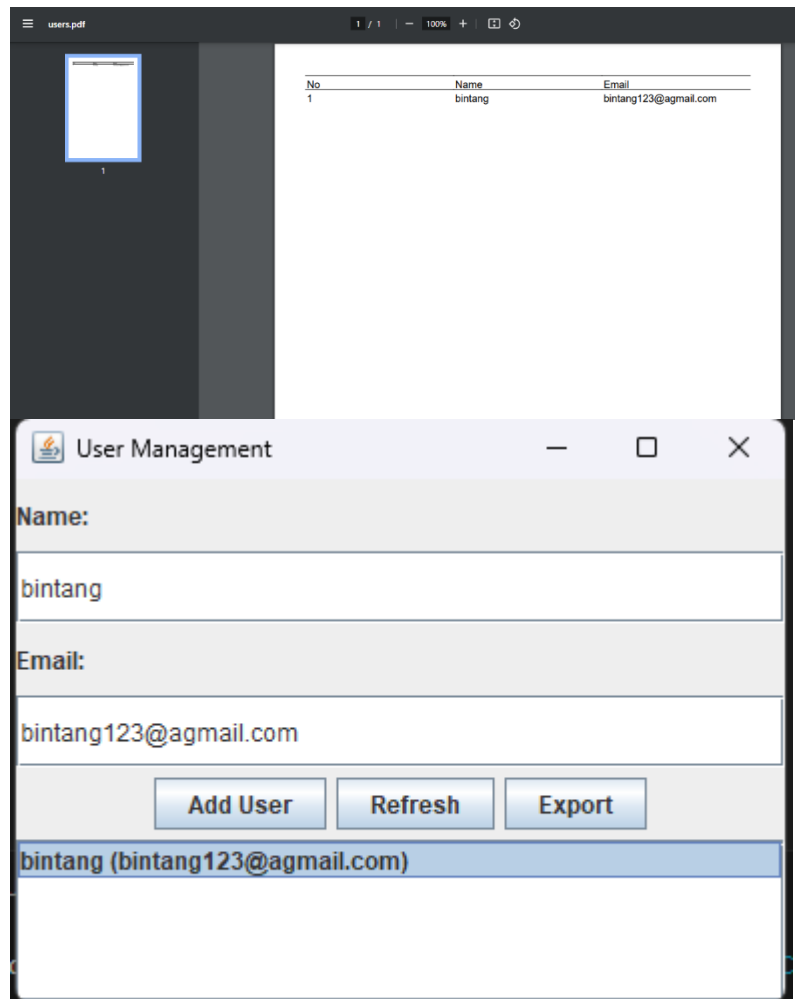 users.pdf 1 / 1 100%
1
No Name Email
1 bintang bintang123@agmail.com
User Management
Name:
bintang
Email:
bintang123@agmail.com
Add User Refresh Export
bintang (bintang123@agmail.com)